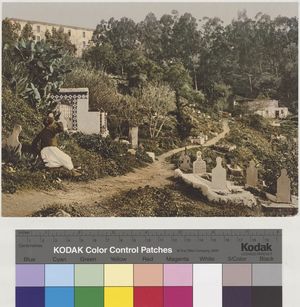 KODAK Color Control Patches
Kodak
Blue Cyan Green Yellow Red Magenta White 3/Color Black